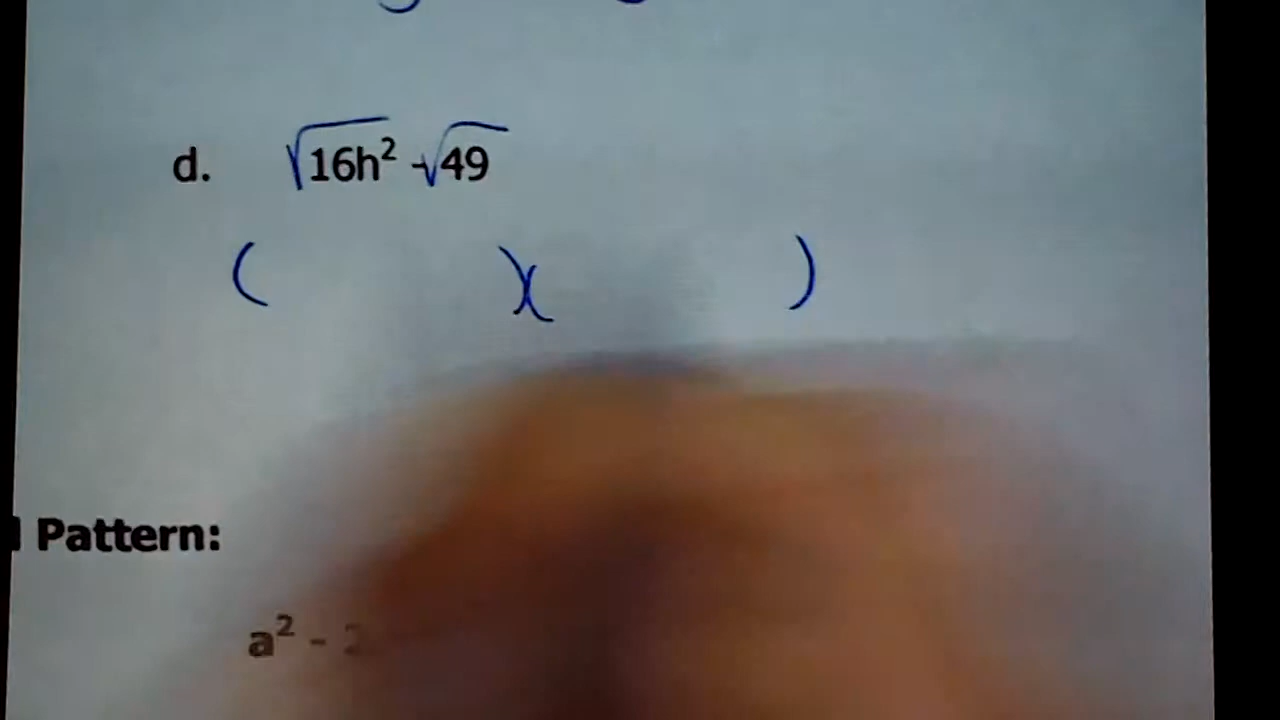 d. √16h² -√49
( )( )
Pattern:
a² -